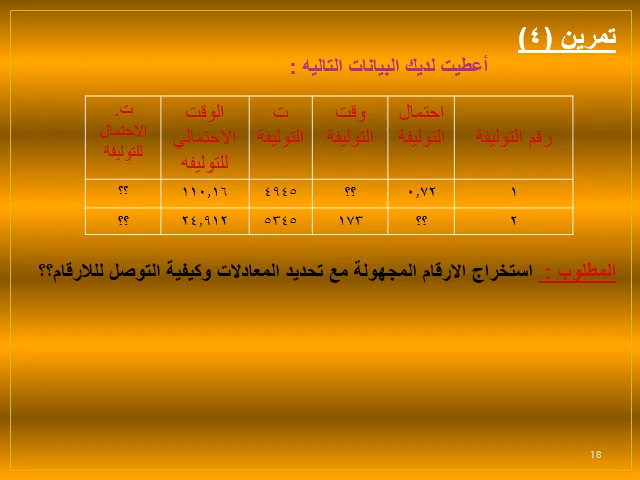 تمرين (٤)
أعطيت لديك البيانات التاليه :
رقم التوليفة احتمال التوليفة وقت التوليفة ت التوليفة الوقت الاحتمالي للتوليفه ت. الاحتمال للتوليفة
١ ٠,٧٢ ؟؟ ٤٩٤٥ ١١٠,١٦ ؟؟
٢ ؟؟ ١٧٣ ٥٣٤٥ ٢٤,٩١٢ ؟؟
المطلوب : استخراج الارقام المجهولة مع تحديد المعادلات وكيفية التوصل لللارقام؟؟
18